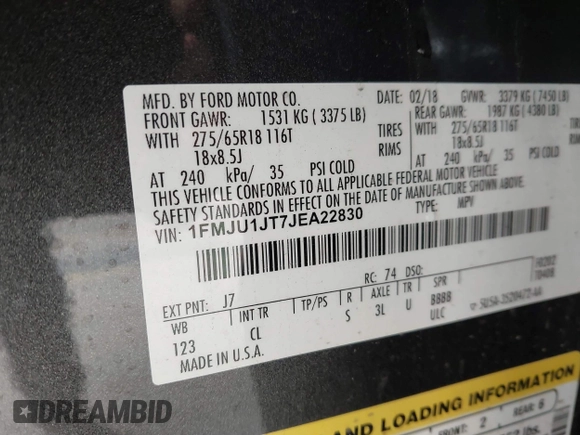 MFD. BY FORD MOTOR CO.
DATE: 02/18 GVWR: 3379 KG ( 7450 LB)
FRONT GAWR: 1531 KG ( 3375 LB)
REAR GAWR: 1987 KG ( 4380 LB)
WITH 275/65R18 116T TIRES WITH 275/65R18 116T
18x8.5J RIMS 18x8.5J
AT 240 kPa/ 35 PSI COLD AT 240 kPa/ 35 PSI COLD
THIS VEHICLE CONFORMS TO ALL APPLICABLE FEDERAL MOTOR VEHICLE
SAFETY STANDARDS IN EFFECT ON THE DATE OF MANUFACTURE SHOWN ABOVE
VIN: 1FMJU1JT7JEA22830
TYPE: MPV
EXT PNT: J7 RC: 74 DSO:
WB INT TR TP/PS R AXLE TR SPR
123 CL S 3L U BBBB
ULC
MADE IN U.S.A.
AND LOADING INFORMATION
FRONT: 2 REAR: 6
DREAMBID